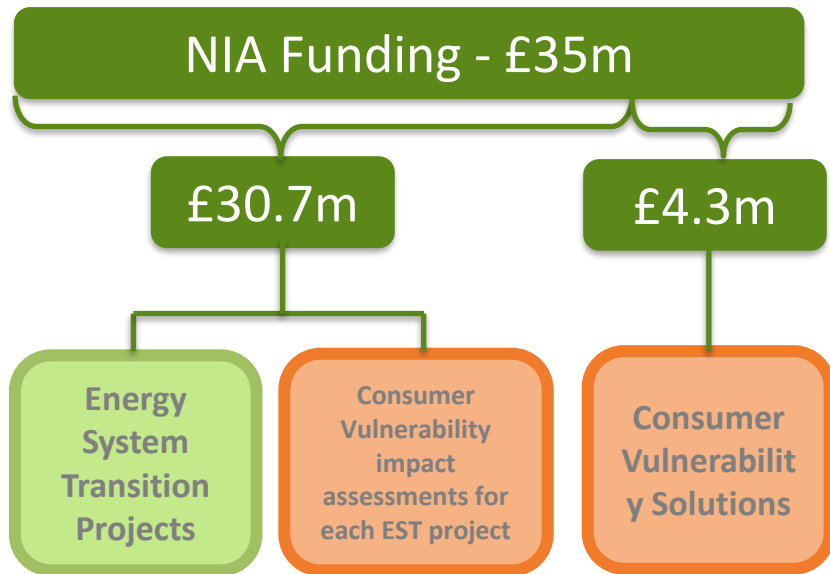 NIA Funding - £35m
£30.7m
£4.3m
Energy
System
Transition
Projects
Consumer
Vulnerability
impact
assessments for
each EST project
Consumer
Vulnerabilit
y Solutions